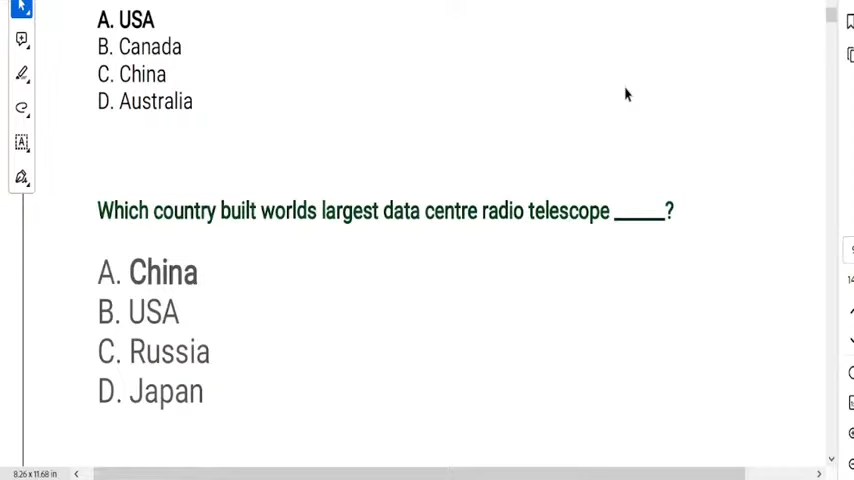 A. USA
B. Canada
C. China
D. Australia
Which country built worlds largest data centre radio telescope _____?
A. China
B. USA
C. Russia
D. Japan
8.26 x 11.68 in